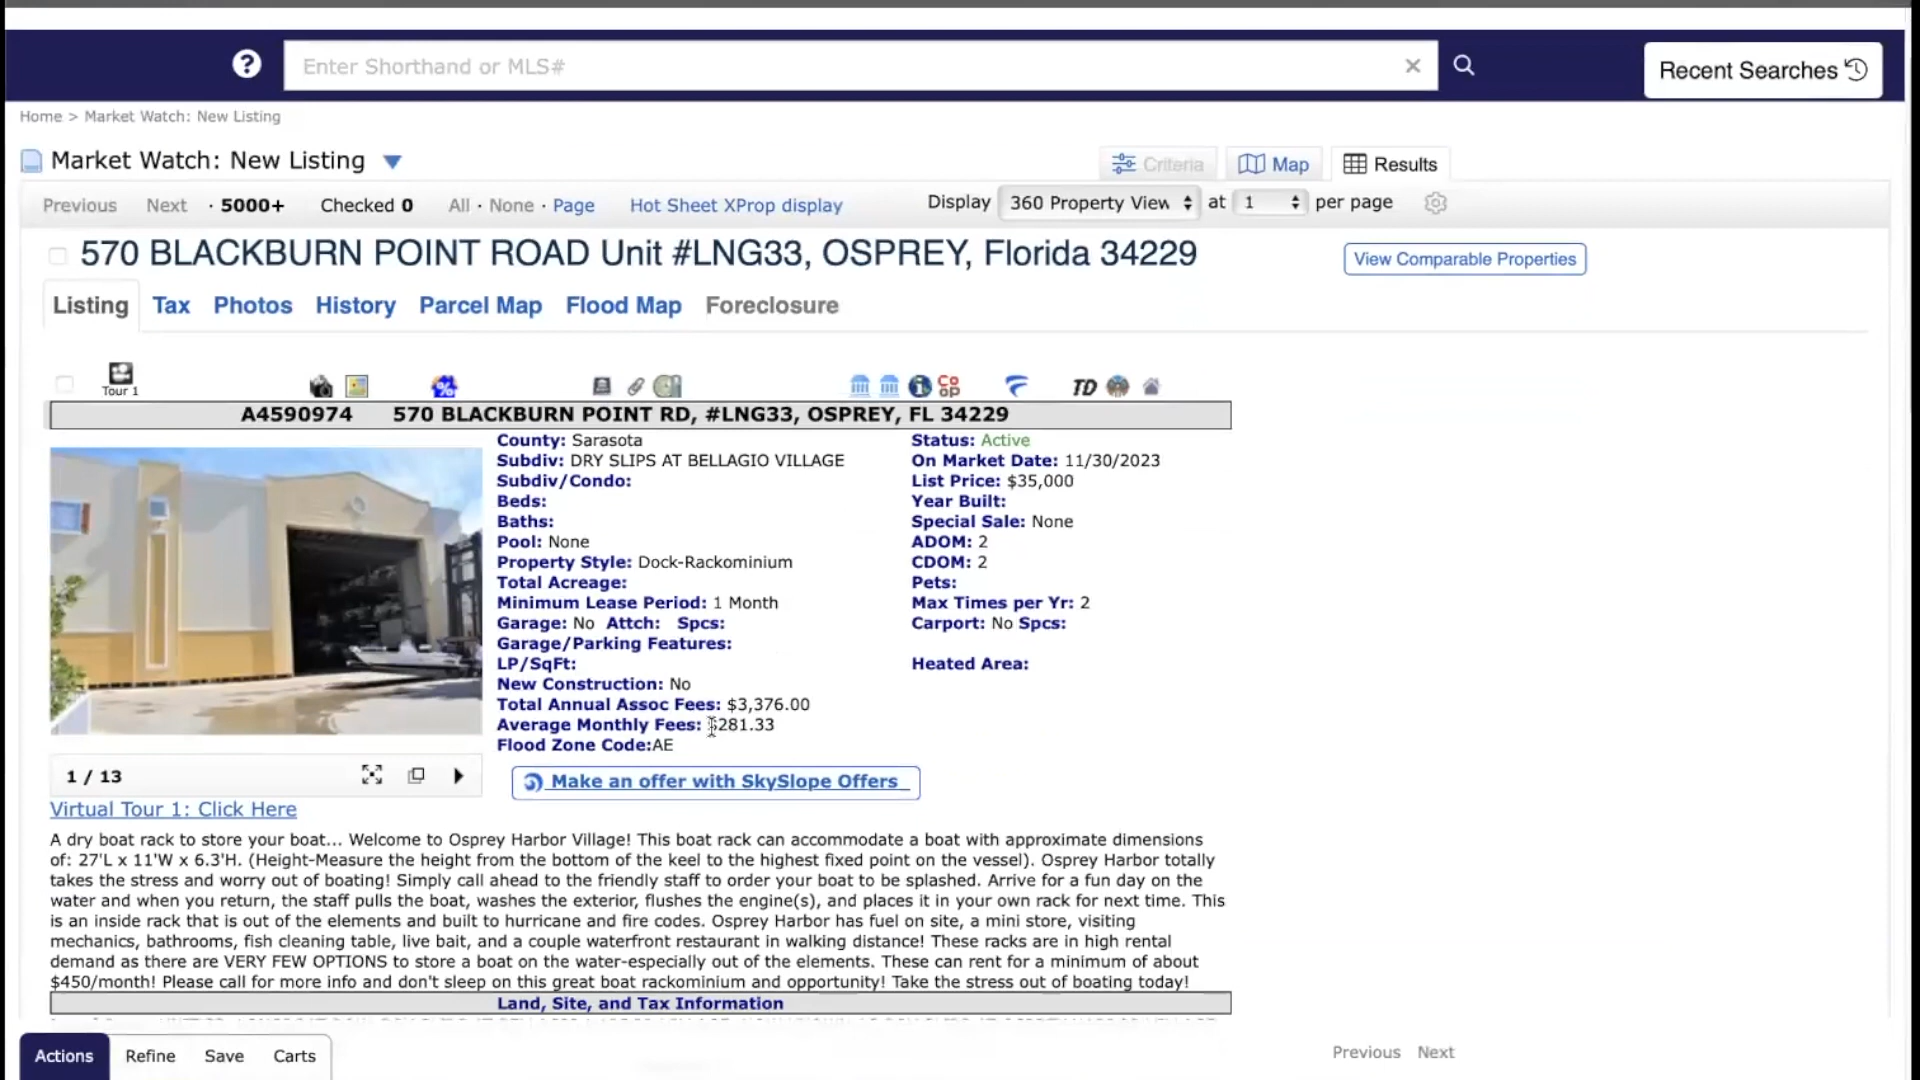 Enter Shorthand or MLS#
Recent Searches
Home > Market Watch: New Listing
Market Watch: New Listing
Criteria
Map
Results
Previous Next · 5000+ Checked 0 All · None · Page Hot Sheet XProp display Display 360 Property View at 1 per page
570 BLACKBURN POINT ROAD Unit #LNG33, OSPREY, Florida 34229
View Comparable Properties
Listing Tax Photos History Parcel Map Flood Map Foreclosure
Tour 1
TD
A4590974 570 BLACKBURN POINT RD, #LNG33, OSPREY, FL 34229
County: Sarasota
Status: Active
Subdiv: DRY SLIPS AT BELLAGIO VILLAGE
On Market Date: 11/30/2023
Subdiv/Condo:
List Price: $35,000
Beds:
Year Built:
Baths:
Special Sale: None
Pool: None
ADOM: 2
Property Style: Dock-Rackominium
CDOM: 2
Total Acreage:
Pets:
Minimum Lease Period: 1 Month
Max Times per Yr: 2
Garage: No Attch: Spcs:
Carport: No Spcs:
Garage/Parking Features:
LP/SqFt:
Heated Area:
New Construction: No
Total Annual Assoc Fees: $3,376.00
Average Monthly Fees: $281.33
Flood Zone Code:AE
1 / 13
Make an offer with SkySlope Offers
Virtual Tour 1: Click Here
A dry boat rack to store your boat... Welcome to Osprey Harbor Village! This boat rack can accommodate a boat with approximate dimensions
of: 27'L x 11'W x 6.3'H. (Height-Measure the height from the bottom of the keel to the highest fixed point on the vessel). Osprey Harbor totally
takes the stress and worry out of boating! Simply call ahead to the friendly staff to order your boat to be splashed. Arrive for a fun day on the
water and when you return, the staff pulls the boat, washes the exterior, flushes the engine(s), and places it in your own rack for next time. This
is an inside rack that is out of the elements and built to hurricane and fire codes. Osprey Harbor has fuel on site, a mini store, visiting
mechanics, bathrooms, fish cleaning table, live bait, and a couple waterfront restaurant in walking distance! These racks are in high rental
demand as there are VERY FEW OPTIONS to store a boat on the water-especially out of the elements. These can rent for a minimum of about
$450/month! Please call for more info and don't sleep on this great boat rackominium and opportunity! Take the stress out of boating today!
Land, Site, and Tax Information
Actions Refine Save Carts
Previous Next